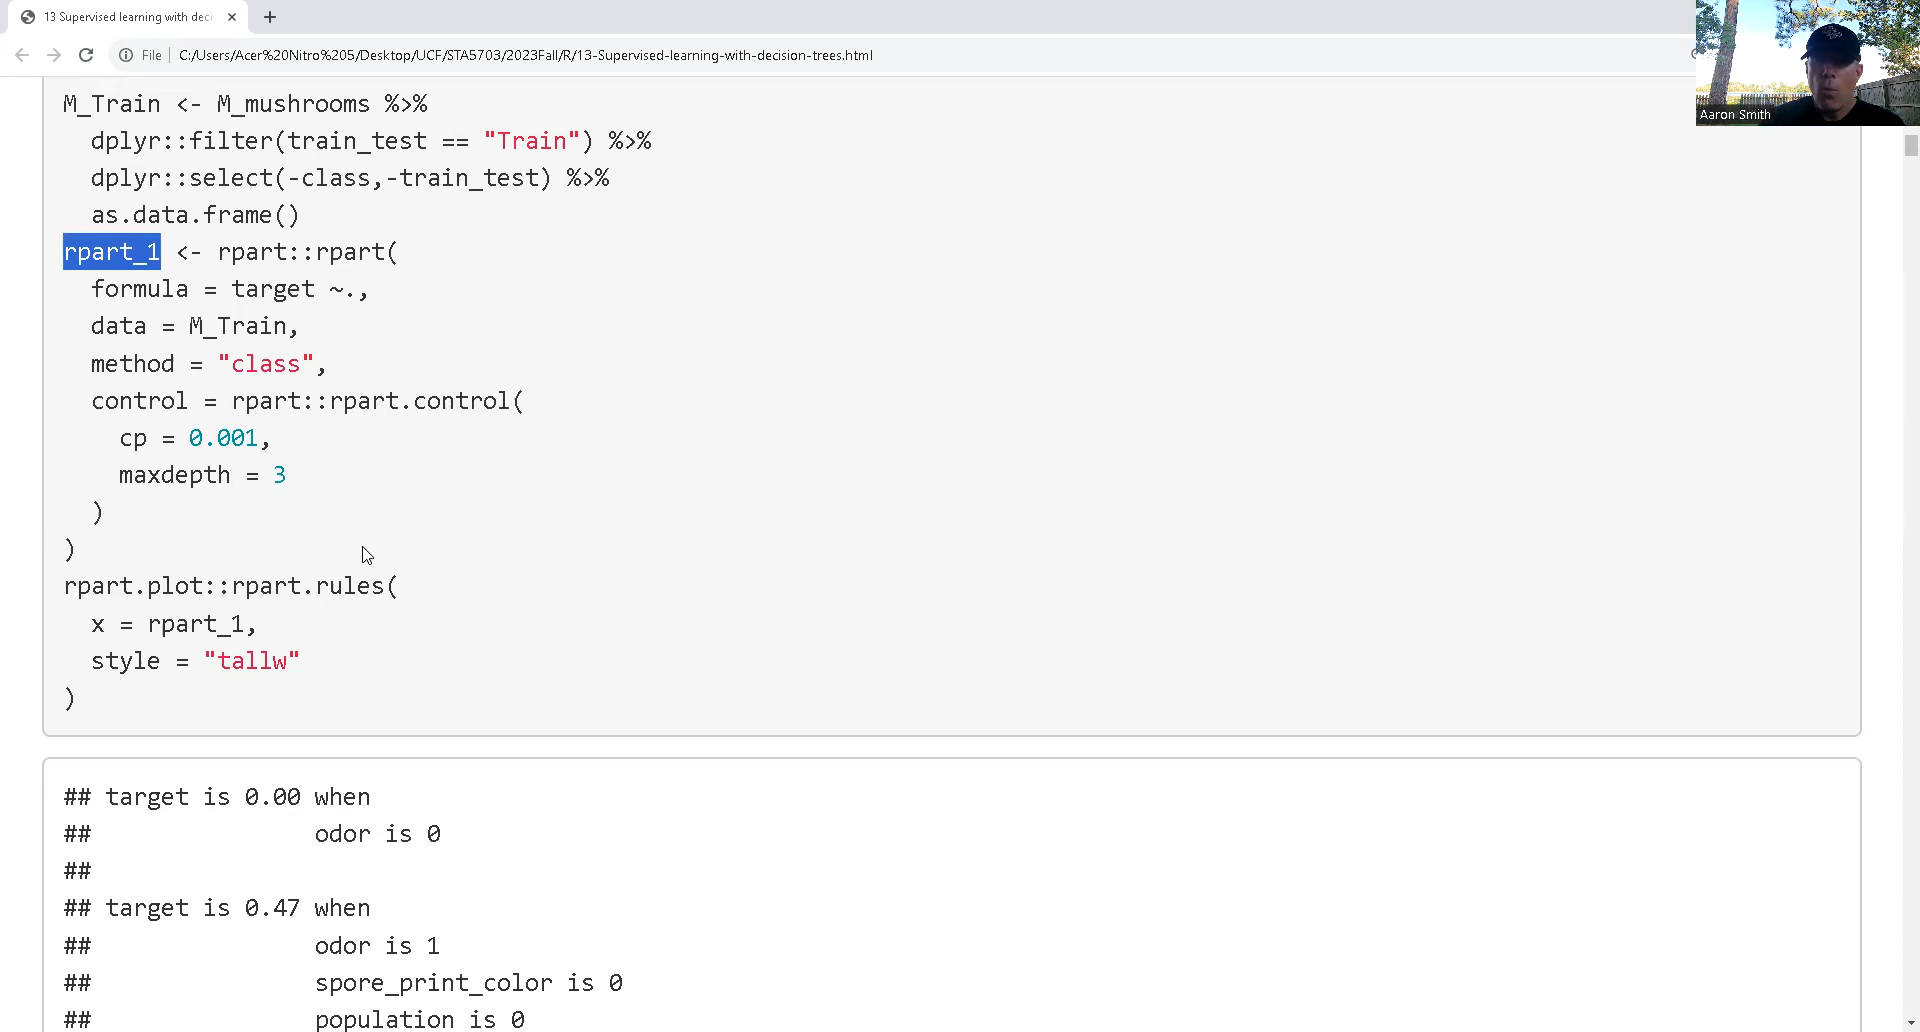 13 Supervised learning with deci
File
C:/Users/Acer%20Nitro%205/Desktop/UCF/STA5703/2023Fall/R/13-Supervised-learning-with-decision-trees.html
Aaron Smith
M_Train <- M_mushrooms %>%
  dplyr::filter(train_test == "Train") %>%
  dplyr::select(-class,-train_test) %>%
  as.data.frame()
rpart_1 <- rpart::rpart(
  formula = target ~.,
  data = M_Train,
  method = "class",
  control = rpart::rpart.control(
    cp = 0.001,
    maxdepth = 3
  )
)
rpart.plot::rpart.rules(
  x = rpart_1,
  style = "tallw"
)
## target is 0.00 when
##                odor is 0
##
## target is 0.47 when
##                odor is 1
##                spore_print_color is 0
##                population is 0